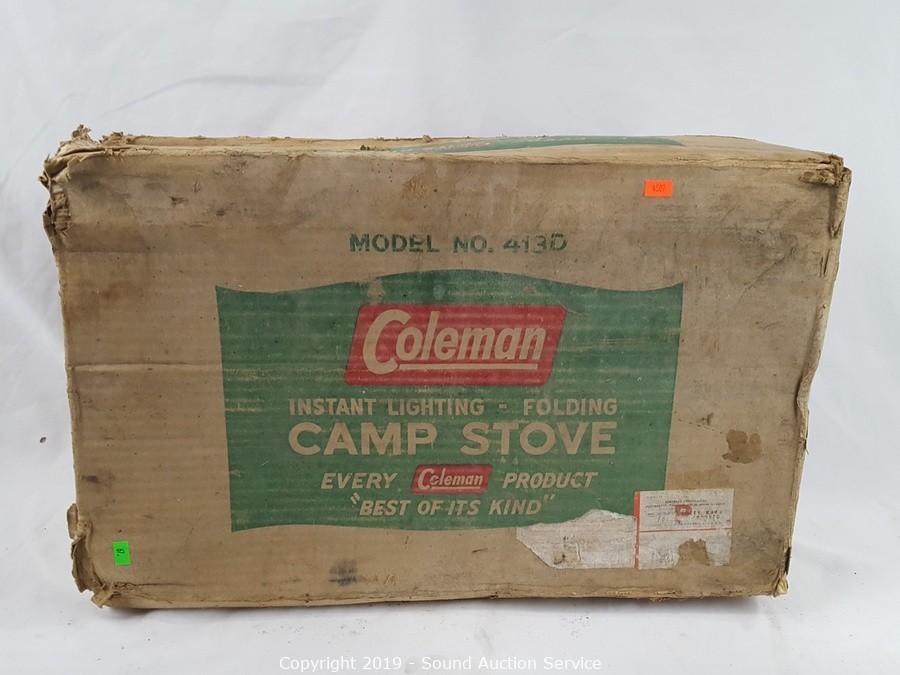 MODEL NO. 413D
Coleman
INSTANT LIGHTING - FOLDING
CAMP STOVE
EVERY Coleman PRODUCT
"BEST OF ITS KIND"
Copyright 2019 - Sound Auction Service